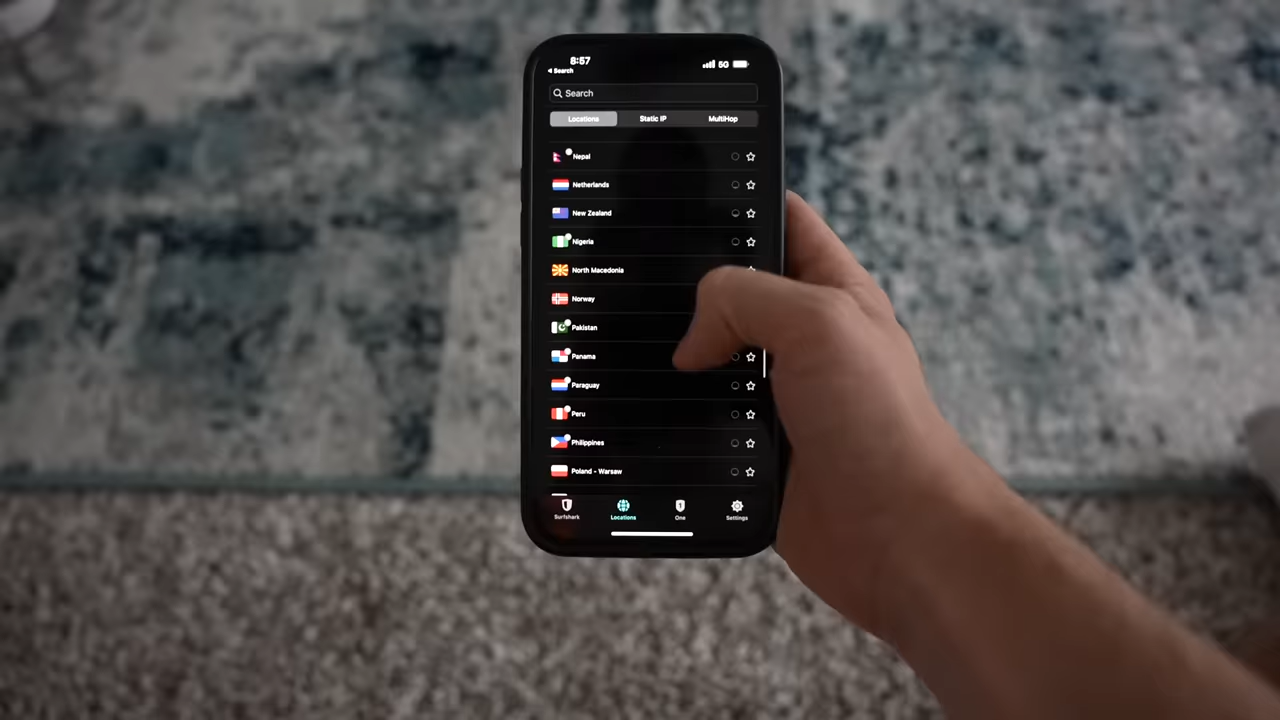 8:57
5G
Search
Search
Locations Static IP MultiHop
Nepal
Netherlands
New Zealand
Nigeria
North Macedonia
Norway
Pakistan
Panama
Paraguay
Peru
Philippines
Poland - Warsaw
Surfshark Locations One Settings